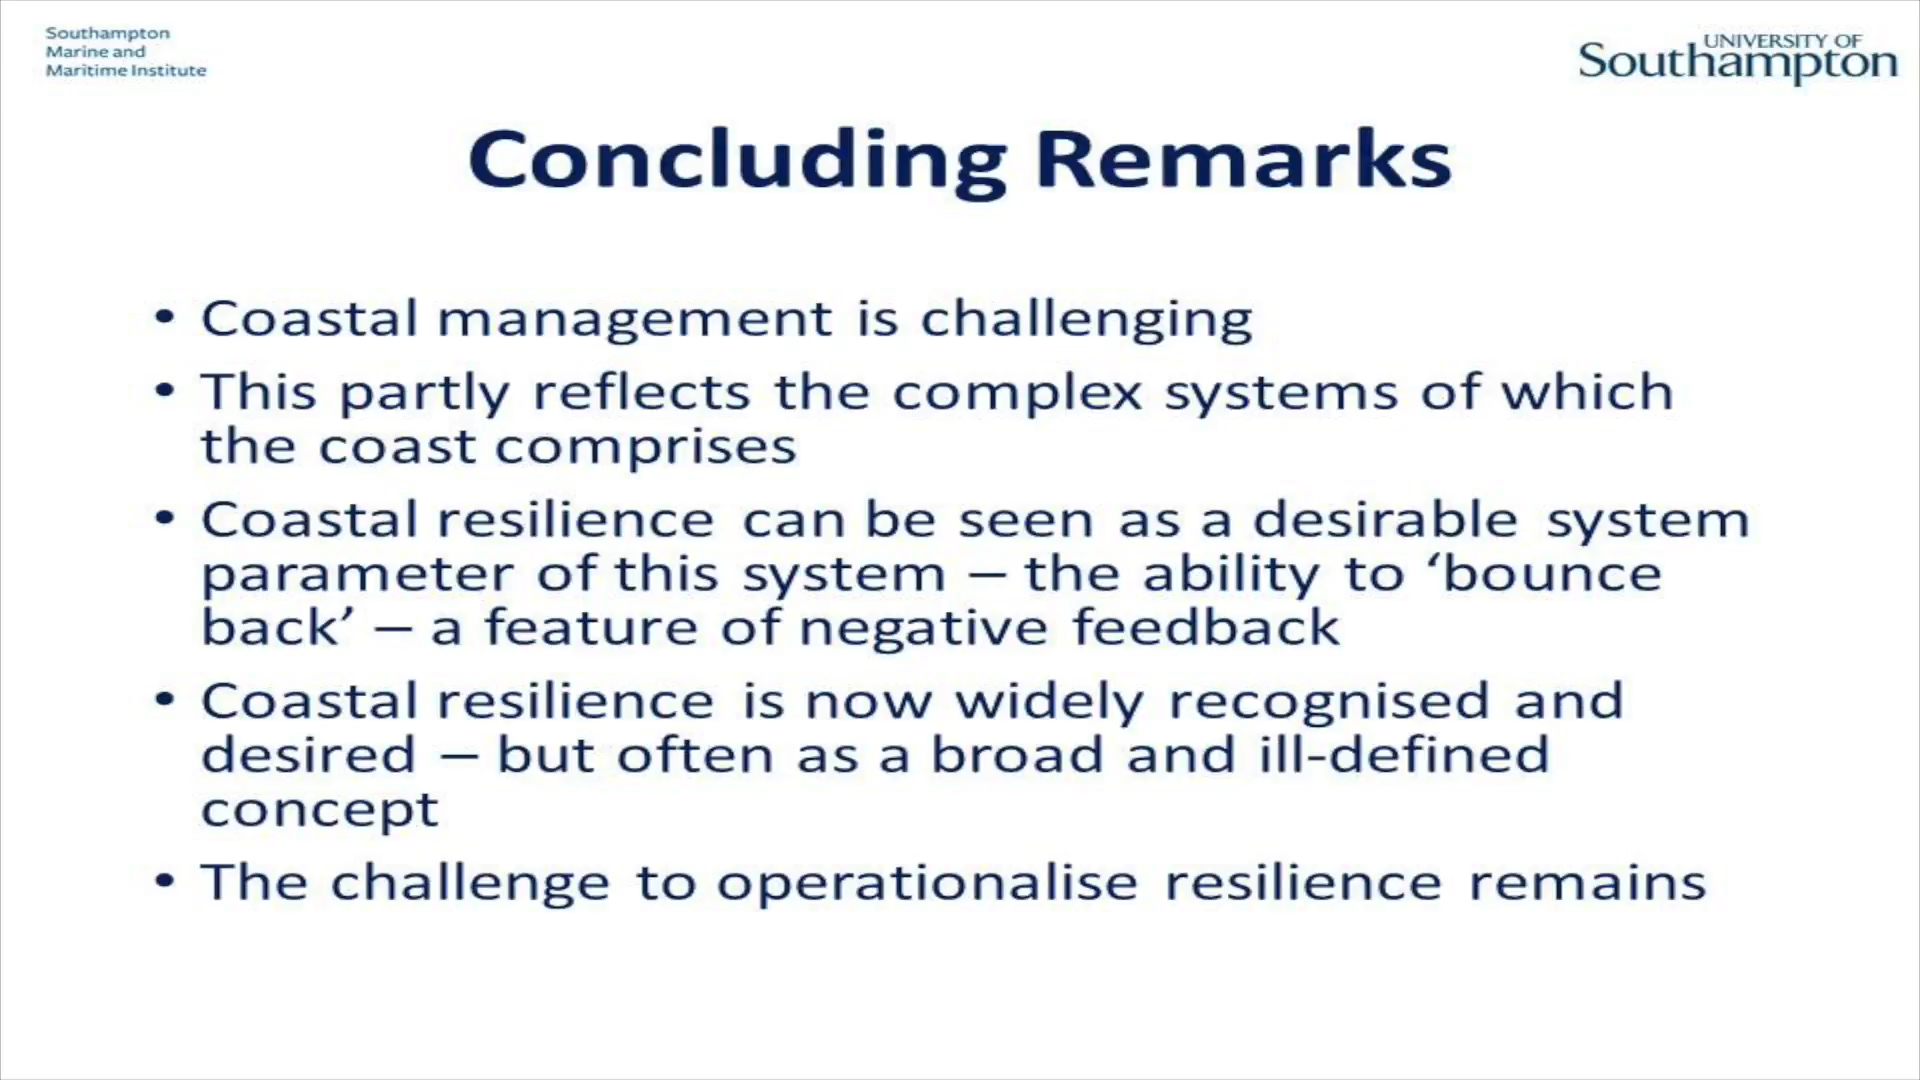 Southampton
Marine and
Maritime Institute
UNIVERSITY OF
Southampton
Concluding Remarks
• Coastal management is challenging
• This partly reflects the complex systems of which
the coast comprises
• Coastal resilience can be seen as a desirable system
parameter of this system – the ability to ‘bounce
back’ – a feature of negative feedback
• Coastal resilience is now widely recognised and
desired – but often as a broad and ill-defined
concept
• The challenge to operationalise resilience remains